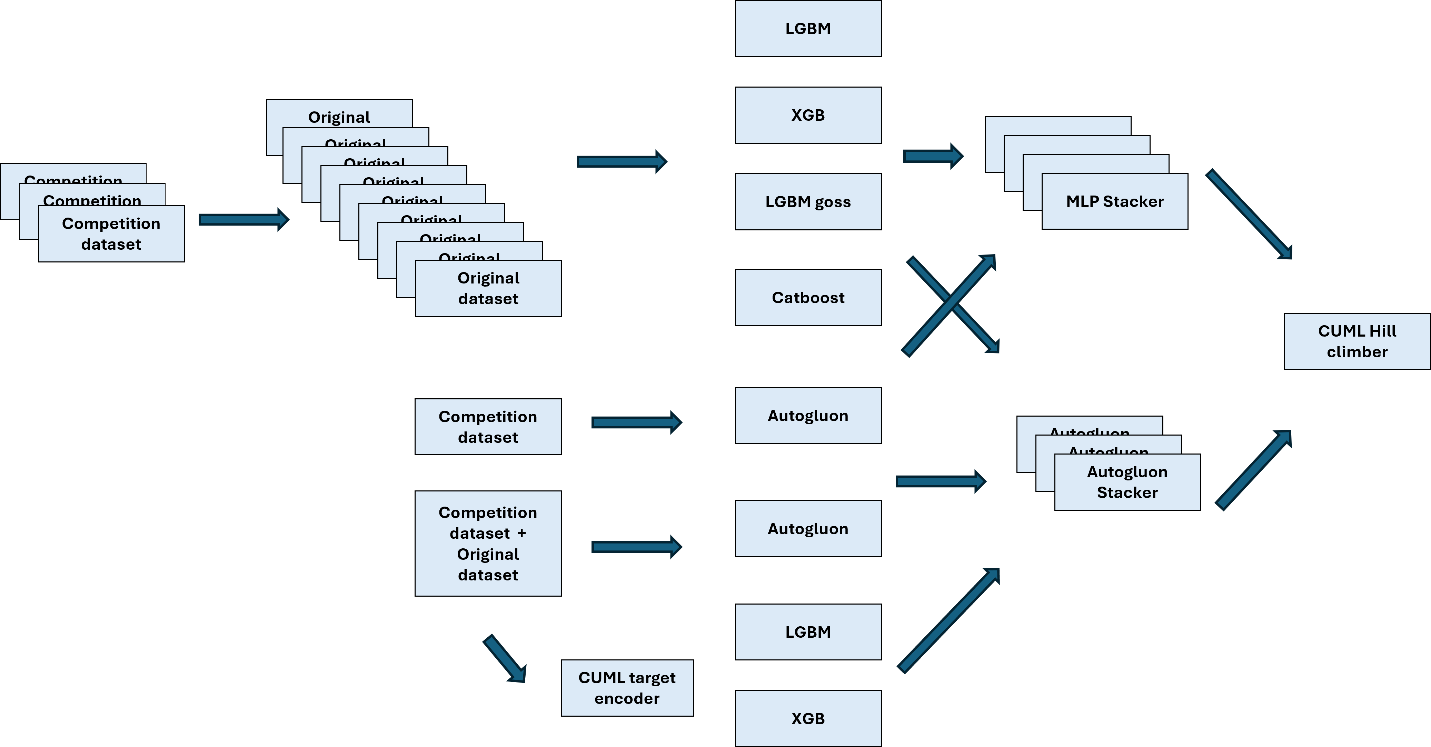 LGBM
XGB
LGBM goss
Catboost
Original
Original
Original
Original
Original
Original
Original
Original
Original
dataset
Competition
Competition
Competition
dataset
MLP Stacker
CUML Hill
climber
Competition
dataset
Autogluon
Competition
dataset +
Original
dataset
Autogluon
Autogluon
Autogluon
Autogluon
Stacker
LGBM
CUML target
encoder
XGB